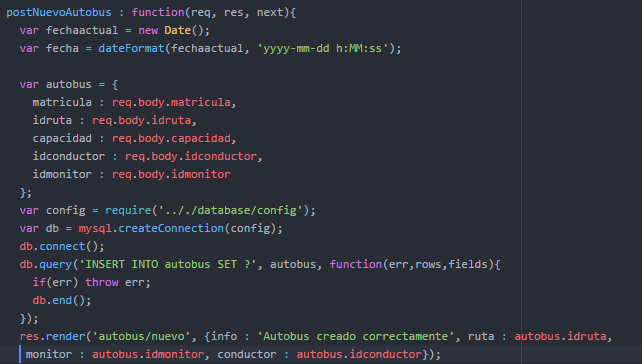 postNuevoAutobus : function(req, res, next){
var fechaactual = new Date();
var fecha = dateFormat(fechaactual, 'yyyy-mm-dd h:MM:ss');
var autobus = {
matricula : req.body.matricula,
idruta : req.body.idruta,
capacidad : req.body.capacidad,
idconductor : req.body.idconductor,
idmonitor : req.body.idmonitor
};
var config = require('.././database/config');
var db = mysql.createConnection(config);
db.connect();
db.query('INSERT INTO autobus SET ?', autobus, function(err,rows,fields){
if(err) throw err;
db.end();
});
res.render('autobus/nuevo', {info : 'Autobus creado correctamente', ruta : autobus.idruta,
monitor : autobus.idmonitor, conductor : autobus.idconductor});